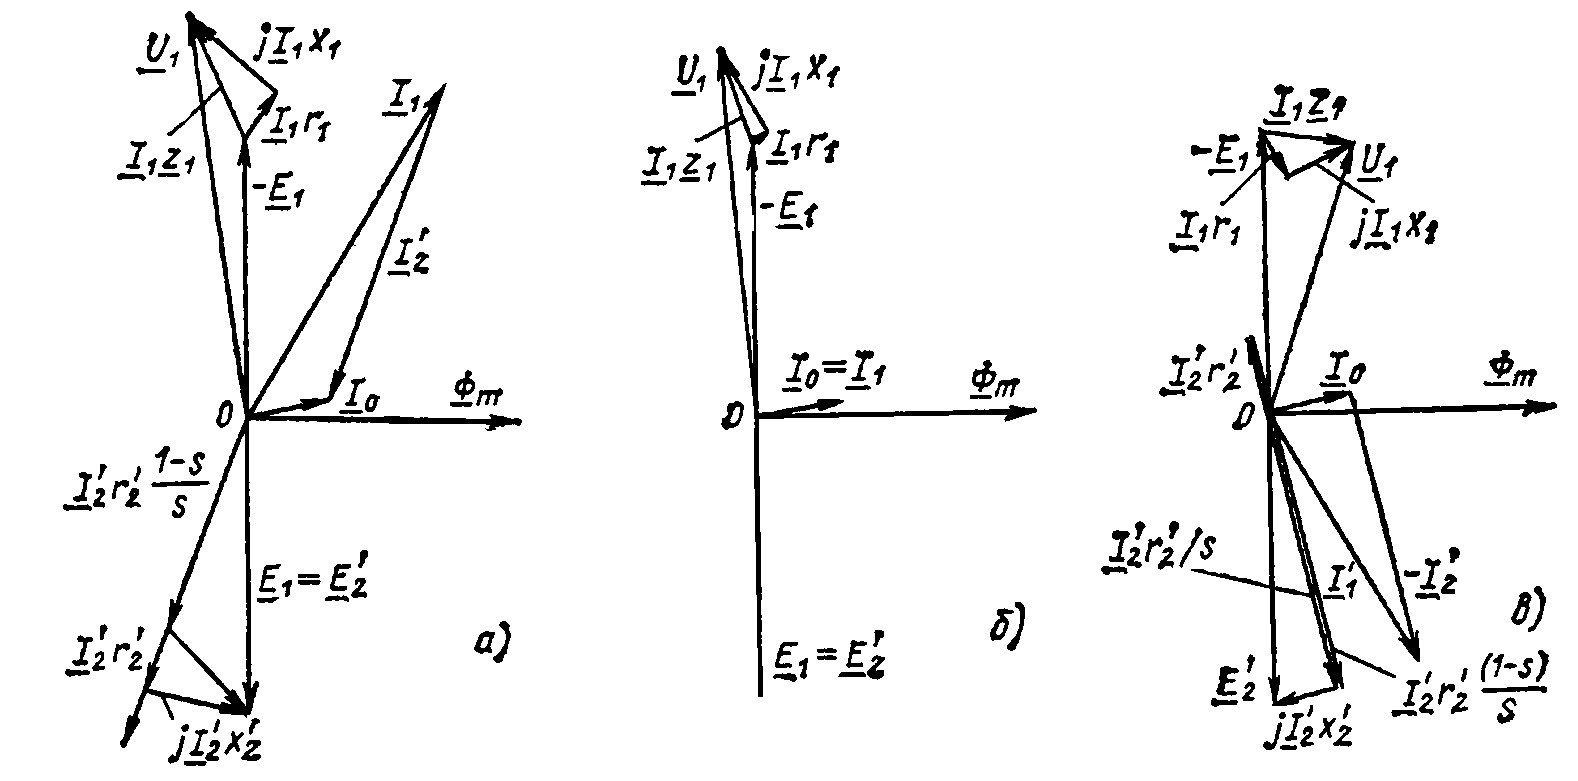 U₁
jI₁x₁
I₁
I₁r₁
I₁z₁
-E₁
I₂'
0
I₀
Φₘ
I₂'r₂' (1-s)/s
E₁=E₂'
I₂'r₂'
jI₂'x₂'
а)
U₁
jI₁x₁
I₁r₁
I₁z₁
-E₁
I₀=I₁
0
Φₘ
E₁=E₂'
б)
I₁z₁
-E₁
U₁
I₁r₁
jI₁x₁
I₂'r₂'
I₀
0
Φₘ
I₂'r₂'/s
I₁'
-I₂'
в)
E₂'
I₂'r₂' (1-s)/s
jI₂'x₂'